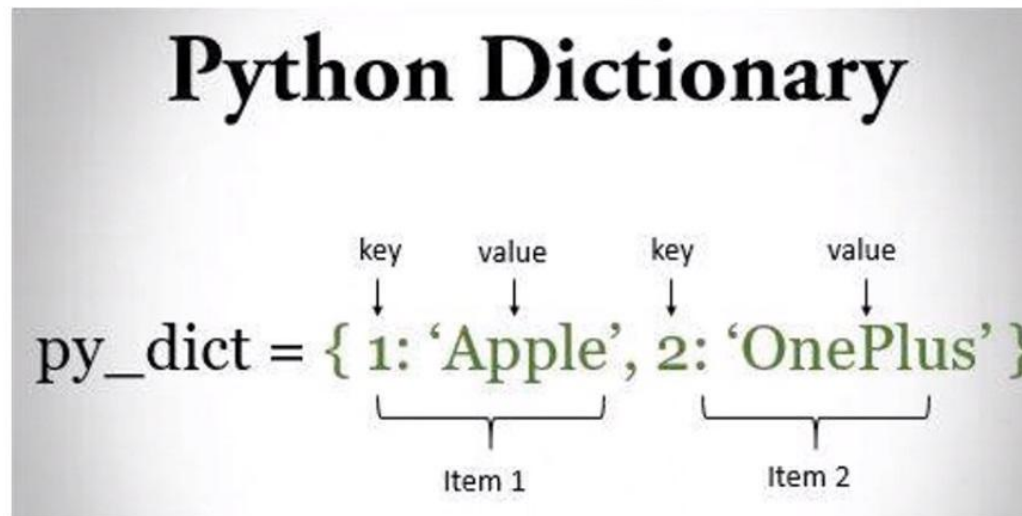 Python Dictionary
key value key value
py_dict = { 1: ‘Apple’, 2: ‘OnePlus’ }
Item 1 Item 2